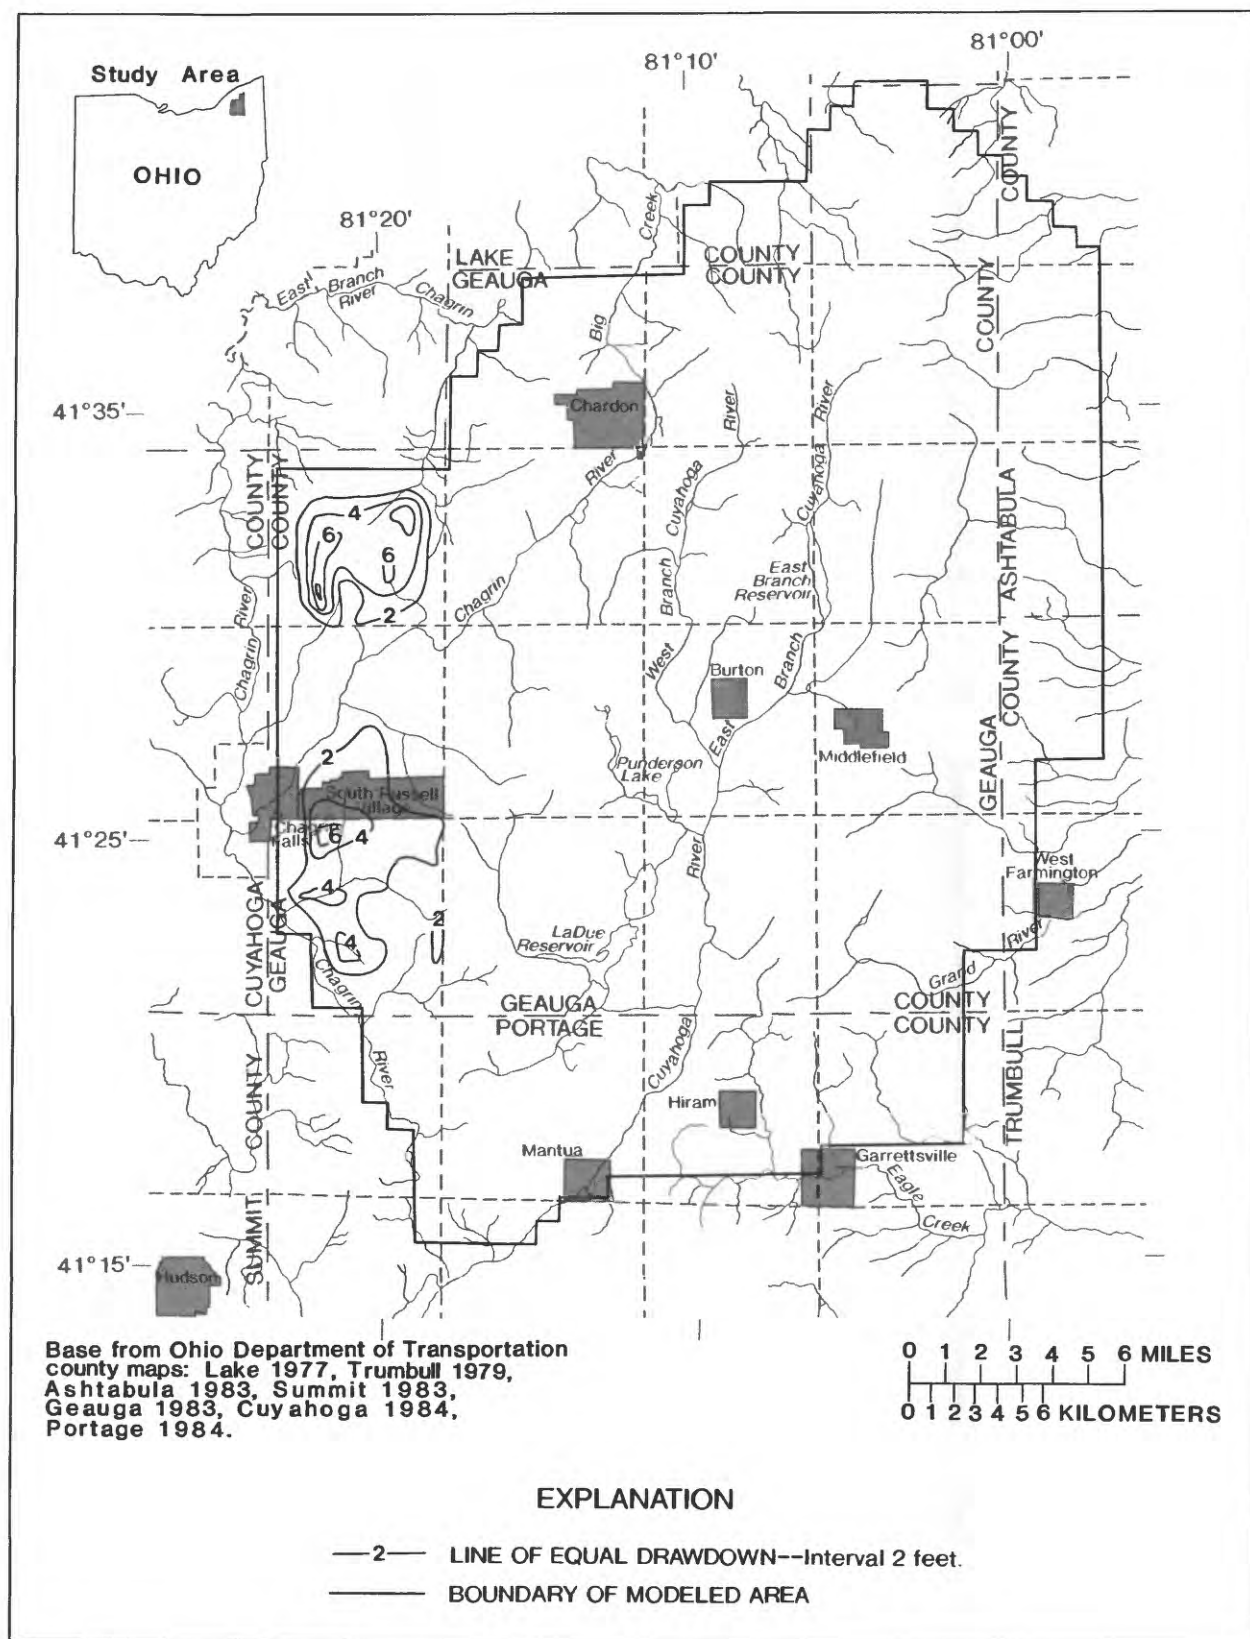 81°00'
81°10'
Study Area
OHIO
81°20'
COUNTY
Creek
LAKE COUNTY
GEAUGA COUNTY
East Branch Chagrin
River
COUNTY
Big
River
River
41°35'
Chardon
River
Cuyahoga
Cuyahoga
COUNTY
COUNTY
ASHTABULA
4
6
6
2
East
Branch
Reservoir
Chagrin
Branch
River
Chagrin
West
Branch
Burton
COUNTY
GEAUGA
East
Middlefield
Punderson
Lake
2
South Russell
Village
Chagrin
Falls
6
4
41°25'
River
West
Farmington
4
2
4
LaDue
Reservoir
River
Grand
CUYAHOGA
GEAUGA
Chagrin
River
GEAUGA COUNTY
PORTAGE COUNTY
Cuyahoga
TRUMBULL
COUNTY
SUMMIT
Hiram
Mantua
Garrettsville
Eagle
Creek
41°15'
Hudson
Base from Ohio Department of Transportation
county maps: Lake 1977, Trumbull 1979,
Ashtabula 1983, Summit 1983,
Geauga 1983, Cuyahoga 1984,
Portage 1984.
0 1 2 3 4 5 6 MILES
0 1 2 3 4 5 6 KILOMETERS
EXPLANATION
—2— LINE OF EQUAL DRAWDOWN--Interval 2 feet.
BOUNDARY OF MODELED AREA